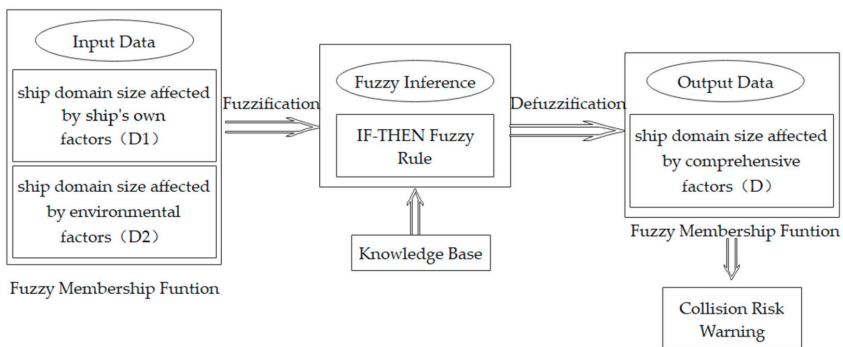 Input Data
ship domain size affected
by ship's own
factors（D1）
ship domain size affected
by environmental
factors（D2）
Fuzzy Membership Funtion
Fuzzification
Fuzzy Inference
IF-THEN Fuzzy
Rule
Knowledge Base
Defuzzification
Output Data
ship domain size affected
by comprehensive
factors（D）
Fuzzy Membership Funtion
Collision Risk
Warning